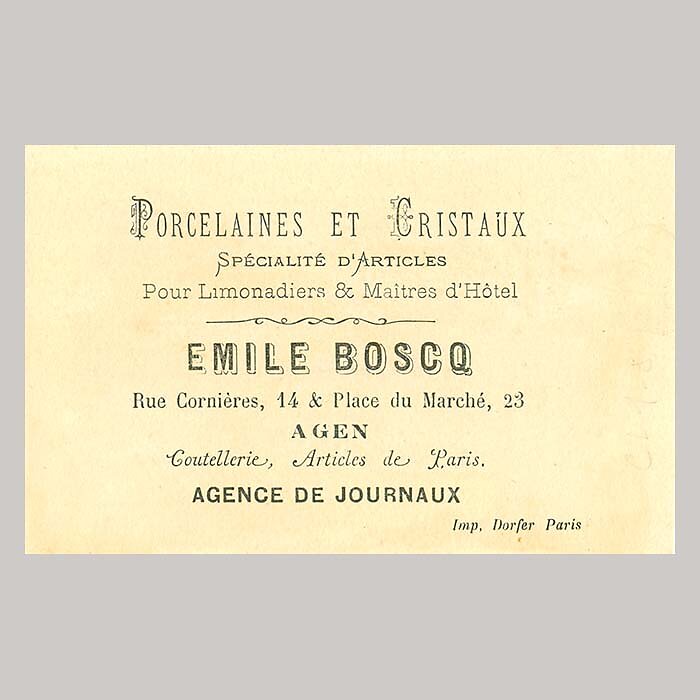 PORCELAINES ET CRISTAUX
SPÉCIALITÉ D'ARTICLES
Pour Limonadiers & Maîtres d'Hôtel
EMILE BOSCQ
Rue Cornières, 14 & Place du Marché, 23
AGEN
Coutellerie, Articles de Paris.
AGENCE DE JOURNAUX
Imp, Dorfer Paris